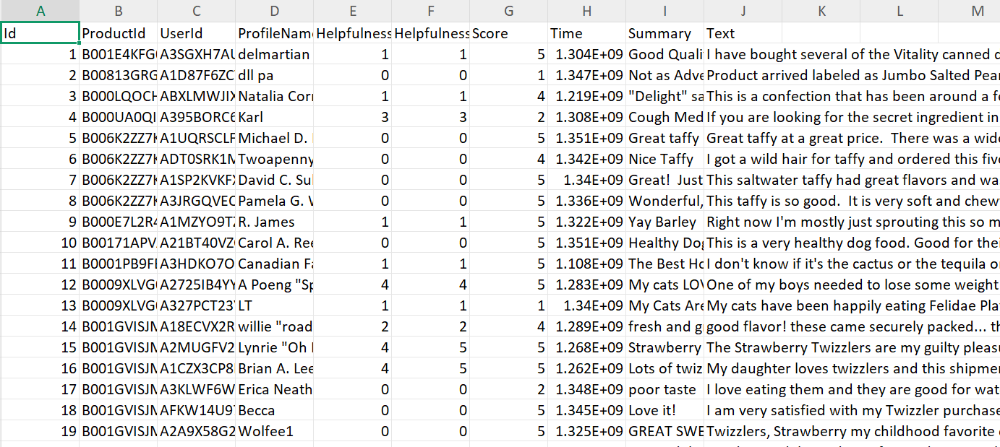 A B C D E F G H I J K L M
Id ProductId UserId ProfileNam Helpfulness Helpfulness Score Time Summary Text
1 B001E4KFG A3SGXH7AU delmartian 1 1 5 1.304E+09 Good Quali I have bought several of the Vitality canned d
2 B00813GRG A1D87F6ZC dll pa 0 0 1 1.347E+09 Not as Adve Product arrived labeled as Jumbo Salted Pear
3 B000LQOCH ABXLMWJIX Natalia Corr 1 1 4 1.219E+09 "Delight" sa This is a confection that has been around a fe
4 B000UA0QI A395BORC6 Karl 3 3 2 1.308E+09 Cough Med If you are looking for the secret ingredient in
5 B006K2ZZ7K A1UQRSCLF Michael D. 0 0 5 1.351E+09 Great taffy Great taffy at a great price. There was a wide
6 B006K2ZZ7K ADT0SRK1M Twoapenny 0 0 4 1.342E+09 Nice Taffy I got a wild hair for taffy and ordered this five
7 B006K2ZZ7K A1SP2KVKFX David C. Sul 0 0 5 1.34E+09 Great! Just This saltwater taffy had great flavors and wa
8 B006K2ZZ7K A3JRGQVEC Pamela G. W 0 0 5 1.336E+09 Wonderful, This taffy is so good. It is very soft and chew
9 B000E7L2R4 A1MZYO9TZ R. James 1 1 5 1.322E+09 Yay Barley Right now I'm mostly just sprouting this so m
10 B00171APV A21BT40VZ Carol A. Ree 0 0 5 1.351E+09 Healthy Dog This is a very healthy dog food. Good for thei
11 B0001PB9FE A3HDKO7O Canadian Fa 1 1 5 1.108E+09 The Best Ho I don't know if it's the cactus or the tequila o
12 B0009XLVG A2725IB4YY A Poeng "Sp 4 4 5 1.283E+09 My cats LOV One of my boys needed to lose some weight
13 B0009XLVG A327PCT23 LT 1 1 1 1.34E+09 My Cats Are My cats have been happily eating Felidae Pla
14 B001GVISJM A18ECVX2R willie "road 2 2 4 1.289E+09 fresh and g good flavor! these came securely packed... th
15 B001GVISJM A2MUGFV2 Lynrie "Oh 4 5 5 1.268E+09 Strawberry The Strawberry Twizzlers are my guilty pleasu
16 B001GVISJM A1CZX3CP8 Brian A. Lee 4 5 5 1.262E+09 Lots of twiz My daughter loves twizzlers and this shipmer
17 B001GVISJM A3KLWF6W Erica Neath 0 0 2 1.348E+09 poor taste I love eating them and they are good for wat
18 B001GVISJM AFKW14U9 Becca 0 0 5 1.345E+09 Love it! I am very satisfied with my Twizzler purchase
19 B001GVISJM A2A9X58G2 Wolfee1 0 0 5 1.325E+09 GREAT SWE Twizzlers, Strawberry my childhood favorite